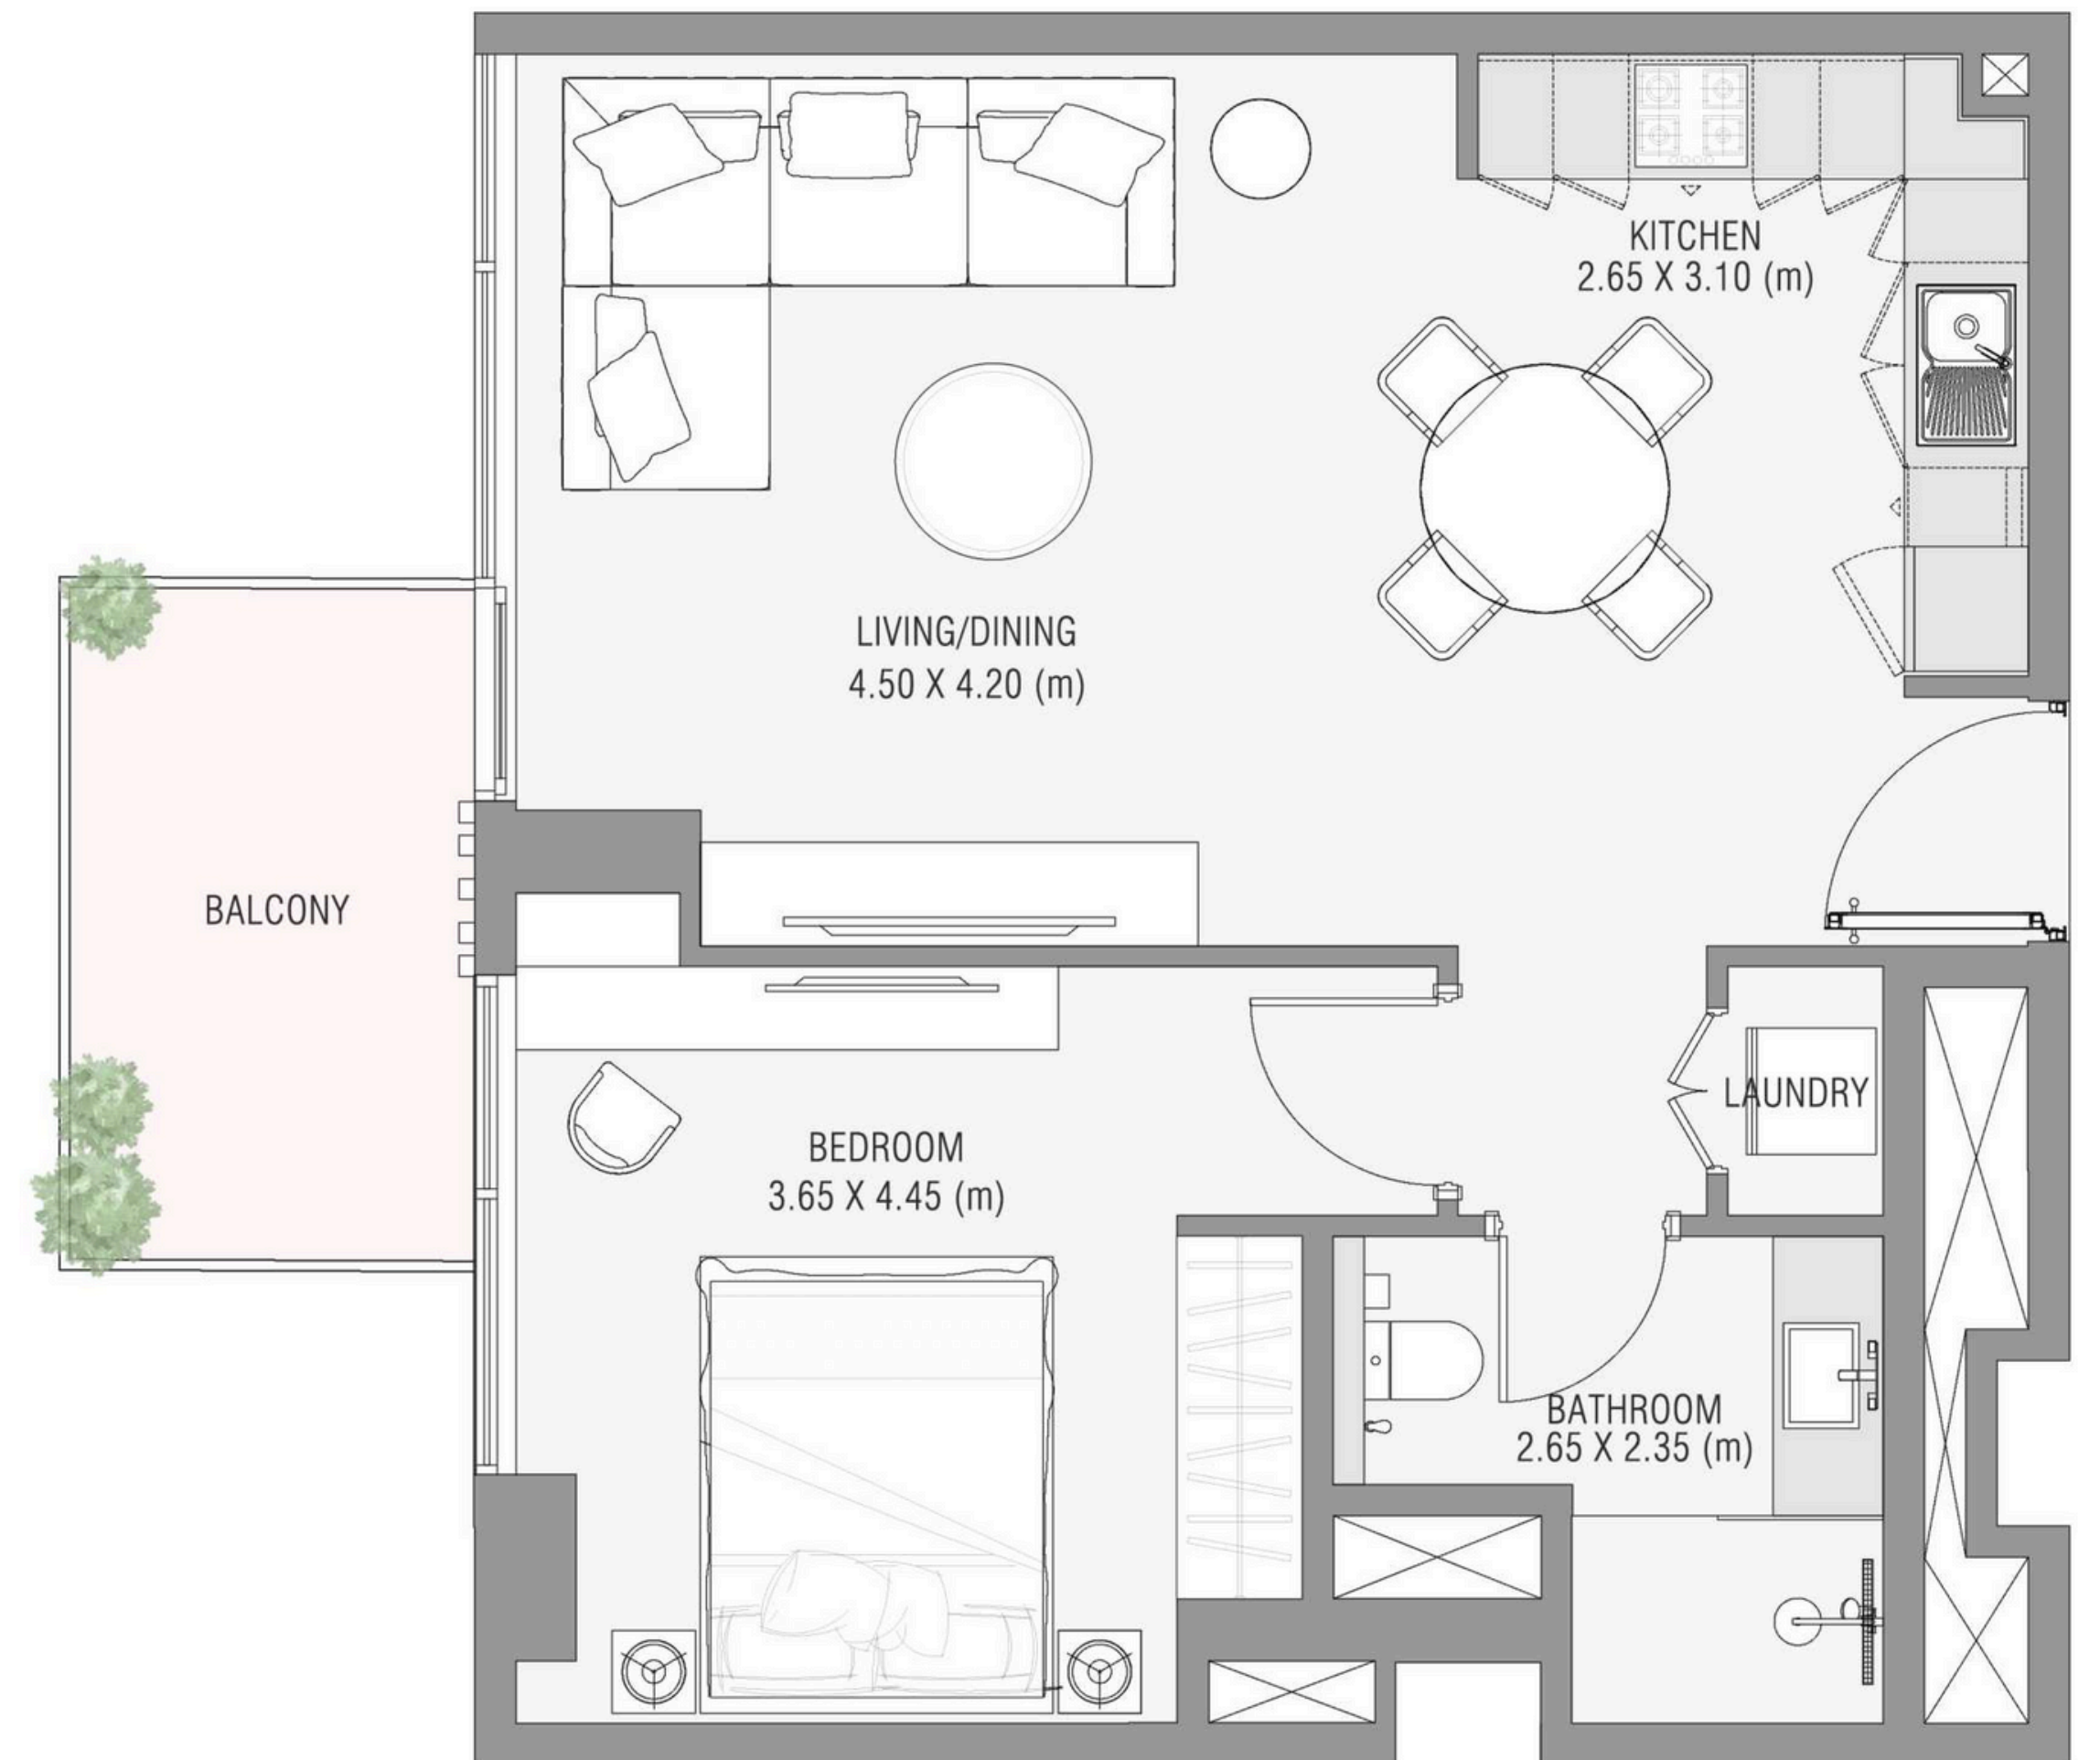 KITCHEN
2.65 X 3.10 (m)
LIVING/DINING
4.50 X 4.20 (m)
BALCONY
LAUNDRY
BEDROOM
3.65 X 4.45 (m)
BATHROOM
2.65 X 2.35 (m)